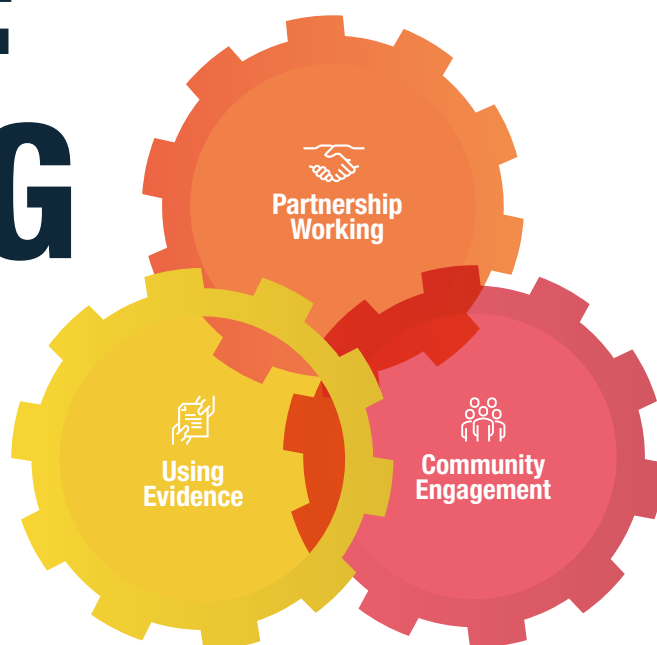 G
Partnership
Working
Using
Evidence
Community
Engagement